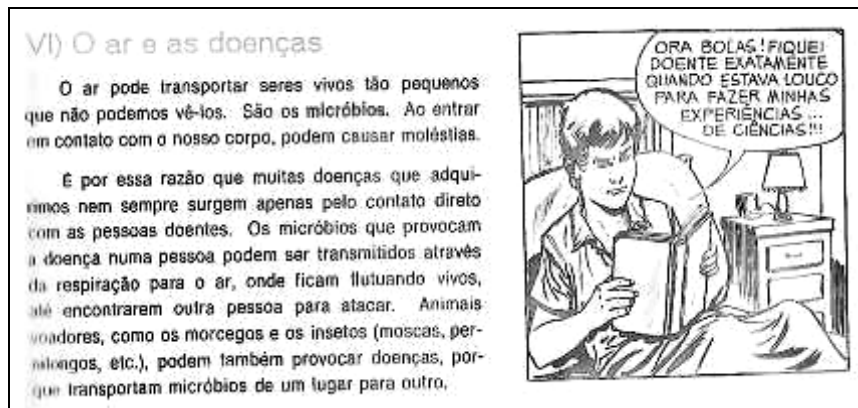 VI) O ar e as doenças
O ar pode transportar seres vivos tão pequenos
que não podemos vê-los. São os micróbios. Ao entrar
em contato com o nosso corpo, podem causar moléstias.
É por essa razão que muitas doenças que adqui-
rimos nem sempre surgem apenas pelo contato direto
com as pessoas doentes. Os micróbios que provocam
a doença numa pessoa podem ser transmitidos através
da respiração para o ar, onde ficam flutuando vivos,
até encontrarem outra pessoa para atacar. Animais
voadores, como os morcegos e os insetos (moscas, per-
nilongos, etc.), podem também provocar doenças, por-
que transportam micróbios de um lugar para outro.
ORA BOLAS! FIQUEI
DOENTE EXATAMENTE
QUANDO ESTAVA LOUCO
PARA FAZER MINHAS
EXPERIÊNCIAS ...
DE CIÊNCIAS!!!